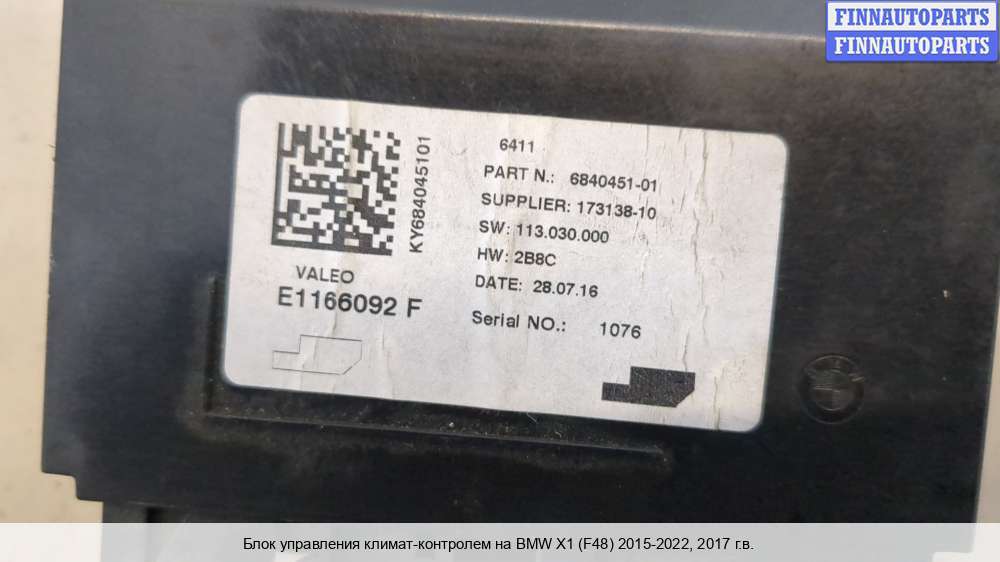 FINNAUTOPARTS
FINNAUTOPARTS
6411
PART N.: 6840451-01
SUPPLIER: 173138-10
SW: 113.030.000
HW: 2B8C
DATE: 28.07.16
Serial NO.: 1076
KY684045101
VALEO
E1166092 F
Блок управления климат-контролем на BMW X1 (F48) 2015-2022, 2017 г.в.